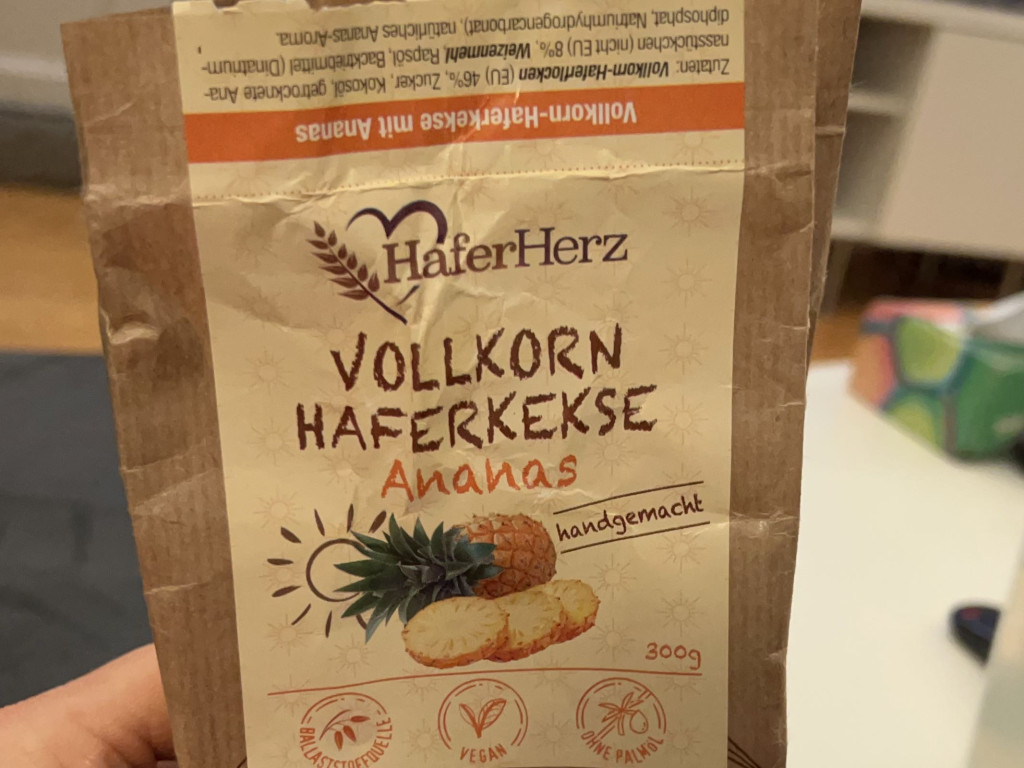 Vollkorn-Haferkekse mit Ananas
Zutaten: Vollkorn-Haferflocken (EU) 46%, Zucker, Kokosöl, getrocknete Ana-
nasstückchen (nicht EU) 8%, Weizenmehl, Rapsöl, Backtriebmittel (Dinatrium-
diphosphat, Natriumhydrogencarbonat), natürliches Ananas-Aroma.
HaferHerz
VOLLKORN
HAFERKEKSE
Ananas
handgemacht
300g
BALLASTSTOFFQUELLE
VEGAN
OHNE PALMÖL